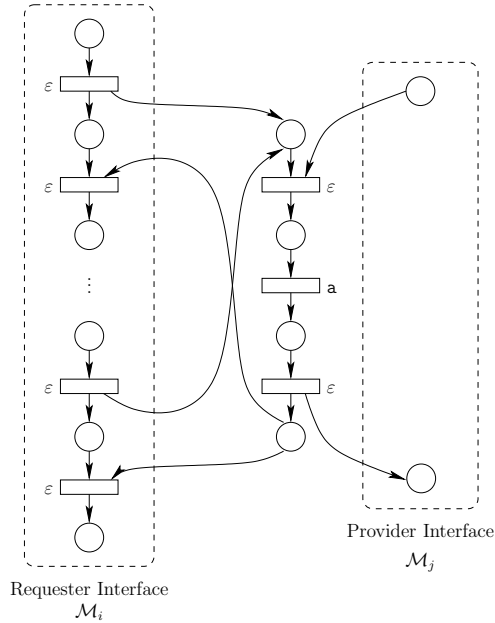 ε
ε
ε
⋮
a
ε
ε
ε
Provider Interface
ℳj
Requester Interface
ℳi